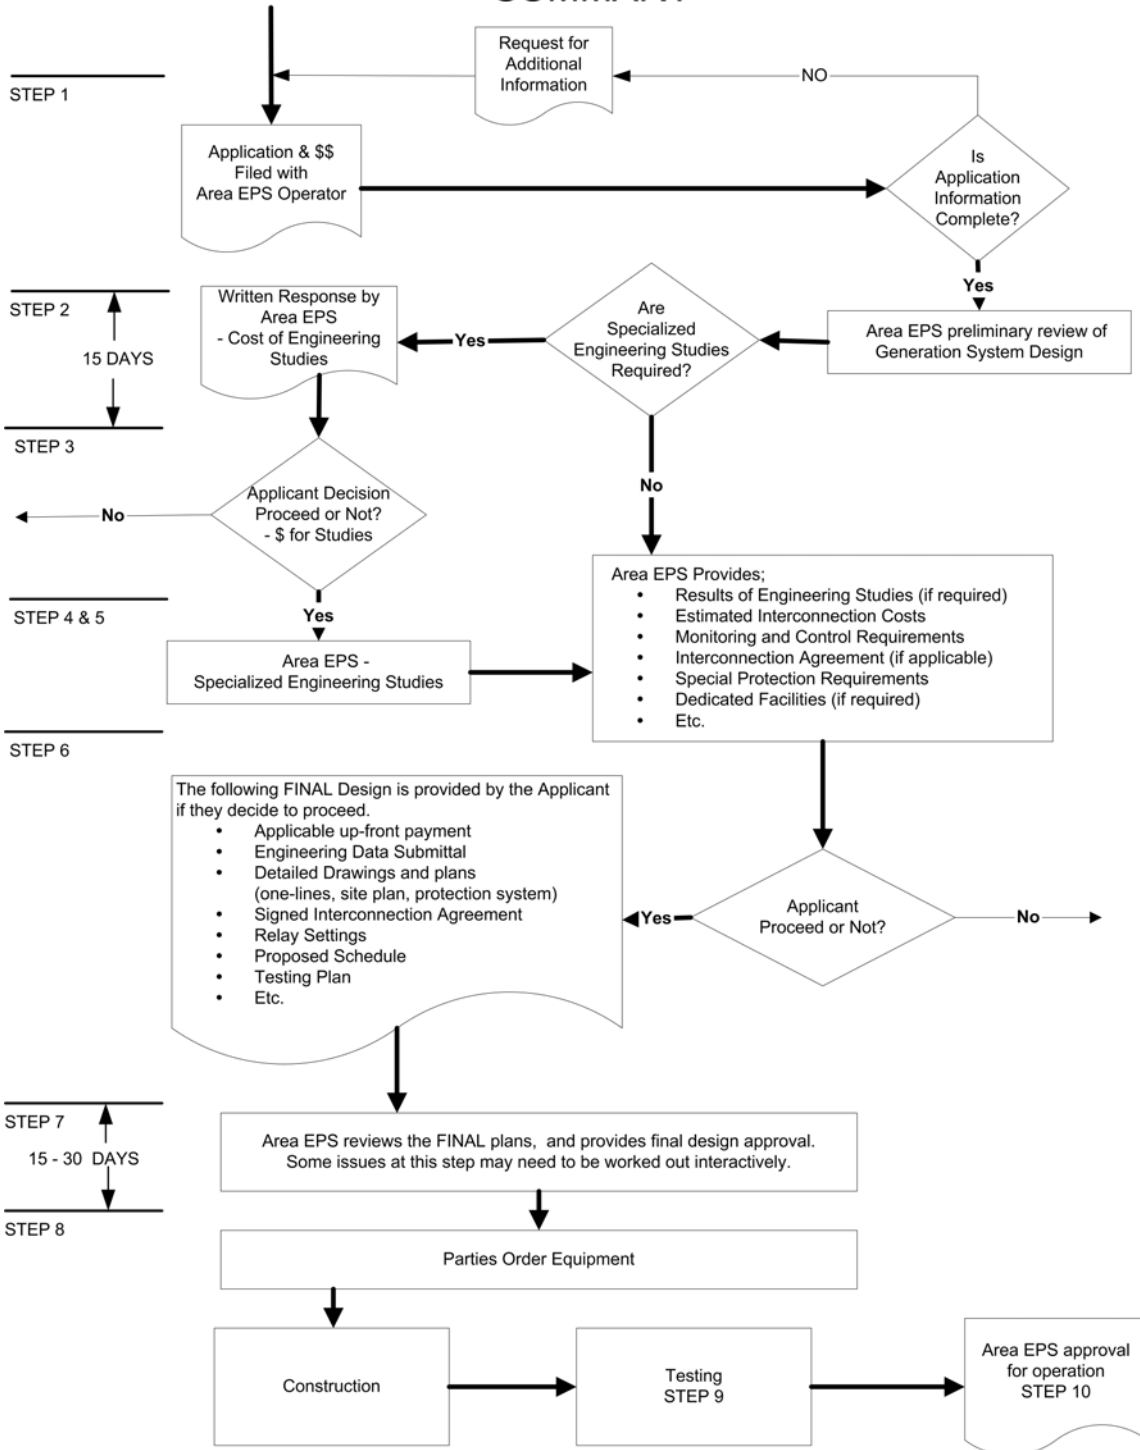 SUMMARY
Request for
Additional
Information
NO
STEP 1
Application & $$
Filed with
Area EPS Operator
Is
Application
Information
Complete?
Yes
STEP 2
15 DAYS
Written Response by
Area EPS
- Cost of Engineering
Studies
Yes
Are
Specialized
Engineering Studies
Required?
Area EPS preliminary review of
Generation System Design
STEP 3
No
Applicant Decision
Proceed or Not?
- $ for Studies
No
Yes
STEP 4 & 5
Area EPS -
Specialized Engineering Studies
Area EPS Provides;
• Results of Engineering Studies (if required)
• Estimated Interconnection Costs
• Monitoring and Control Requirements
• Interconnection Agreement (if applicable)
• Special Protection Requirements
• Dedicated Facilities (if required)
• Etc.
STEP 6
The following FINAL Design is provided by the Applicant
if they decide to proceed.
• Applicable up-front payment
• Engineering Data Submittal
• Detailed Drawings and plans
(one-lines, site plan, protection system)
• Signed Interconnection Agreement
• Relay Settings
• Proposed Schedule
• Testing Plan
• Etc.
Yes
Applicant
Proceed or Not?
No
STEP 7
15 - 30 DAYS
Area EPS reviews the FINAL plans, and provides final design approval.
Some issues at this step may need to be worked out interactively.
STEP 8
Parties Order Equipment
Construction
Testing
STEP 9
Area EPS approval
for operation
STEP 10